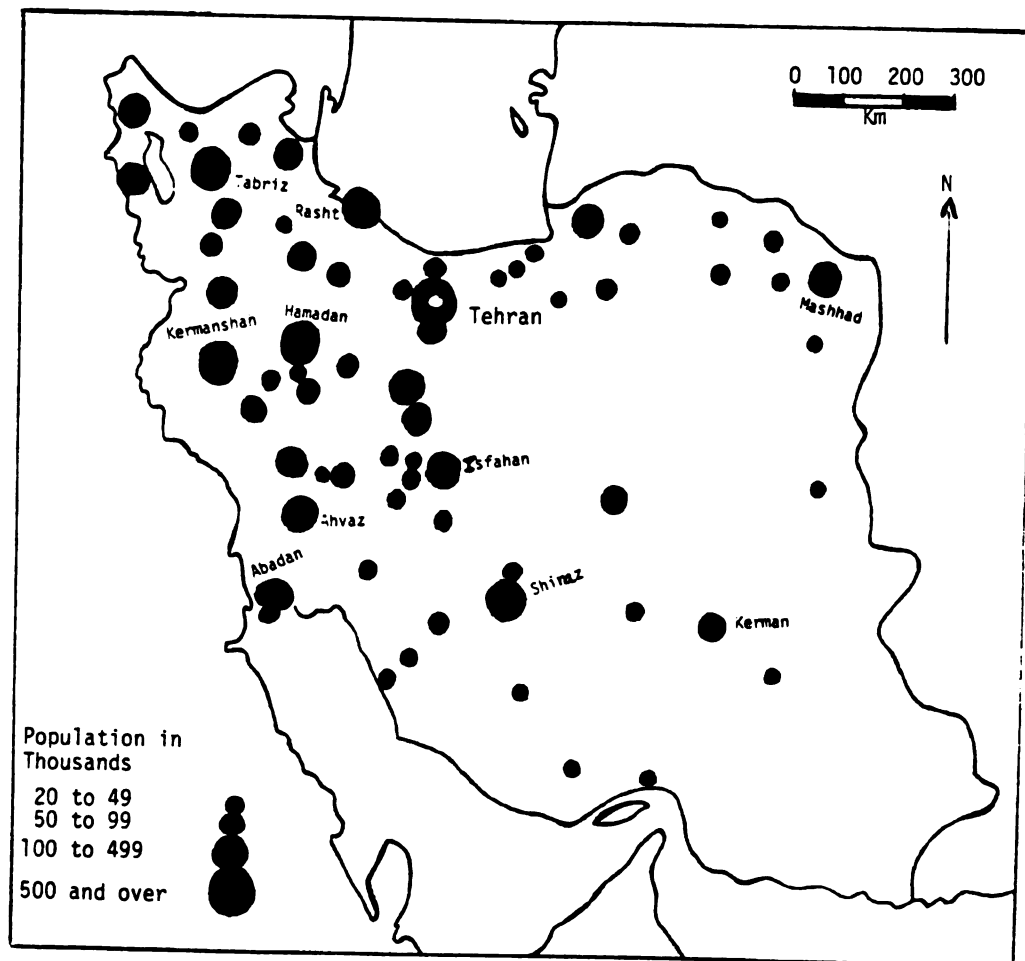 0 100 200 300
Km
N
Tabriz
Rasht
Mashhad
Tehran
Hamadan
Kermanshan
Isfahan
Ahvaz
Abadan
Shiraz
Kerman
Population in
Thousands
20 to 49
50 to 99
100 to 499
500 and over